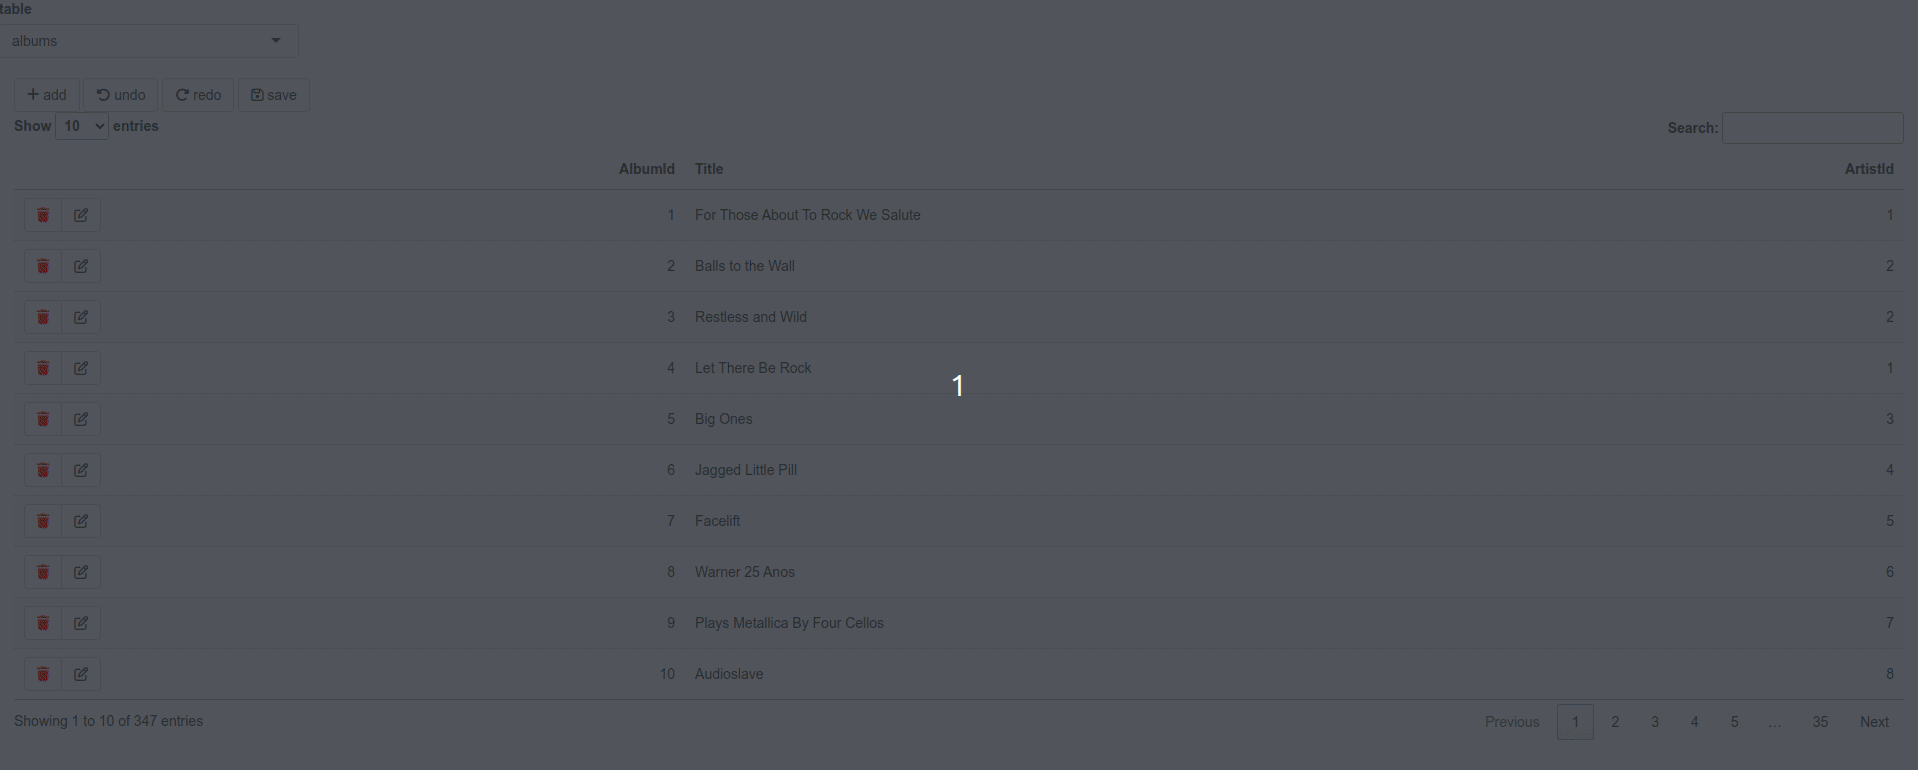 table
albums
add undo redo save
Show 10 entries Search:
AlbumId Title ArtistId
1 For Those About To Rock We Salute 1
2 Balls to the Wall 2
3 Restless and Wild 2
4 Let There Be Rock 1
1
5 Big Ones 3
6 Jagged Little Pill 4
7 Facelift 5
8 Warner 25 Anos 6
9 Plays Metallica By Four Cellos 7
10 Audioslave 8
Showing 1 to 10 of 347 entries Previous 1 2 3 4 5 … 35 Next